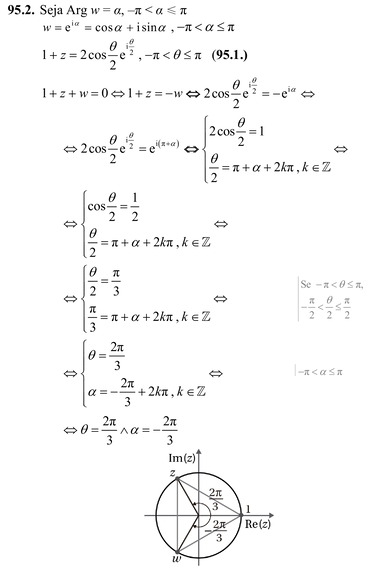 95.2. Seja Arg w = α, −π < α ⩽ π
w = e^{iα} = cos α + i sin α , −π < α ≤ π
1 + z = 2cos θ/2 e^{i θ/2} , −π < θ ≤ π (95.1.)
1 + z + w = 0 ⇔ 1 + z = −w ⇔ 2cos θ/2 e^{i θ/2} = −e^{iα} ⇔
⇔ 2cos θ/2 e^{i θ/2} = e^{i(π+α)} ⇔ { 2cos θ/2 = 1
θ/2 = π + α + 2kπ , k ∈ ℤ ⇔
⇔ { cos θ/2 = 1/2
θ/2 = π + α + 2kπ , k ∈ ℤ ⇔
⇔ { θ/2 = π/3
π/3 = π + α + 2kπ , k ∈ ℤ ⇔
Se −π < θ ≤ π,
−π/2 < θ/2 ≤ π/2
⇔ { θ = 2π/3
α = −2π/3 + 2kπ , k ∈ ℤ ⇔
−π < α ≤ π
⇔ θ = 2π/3 ∧ α = −2π/3
Im(z)
z
2π/3
1
Re(z)
−2π/3
w